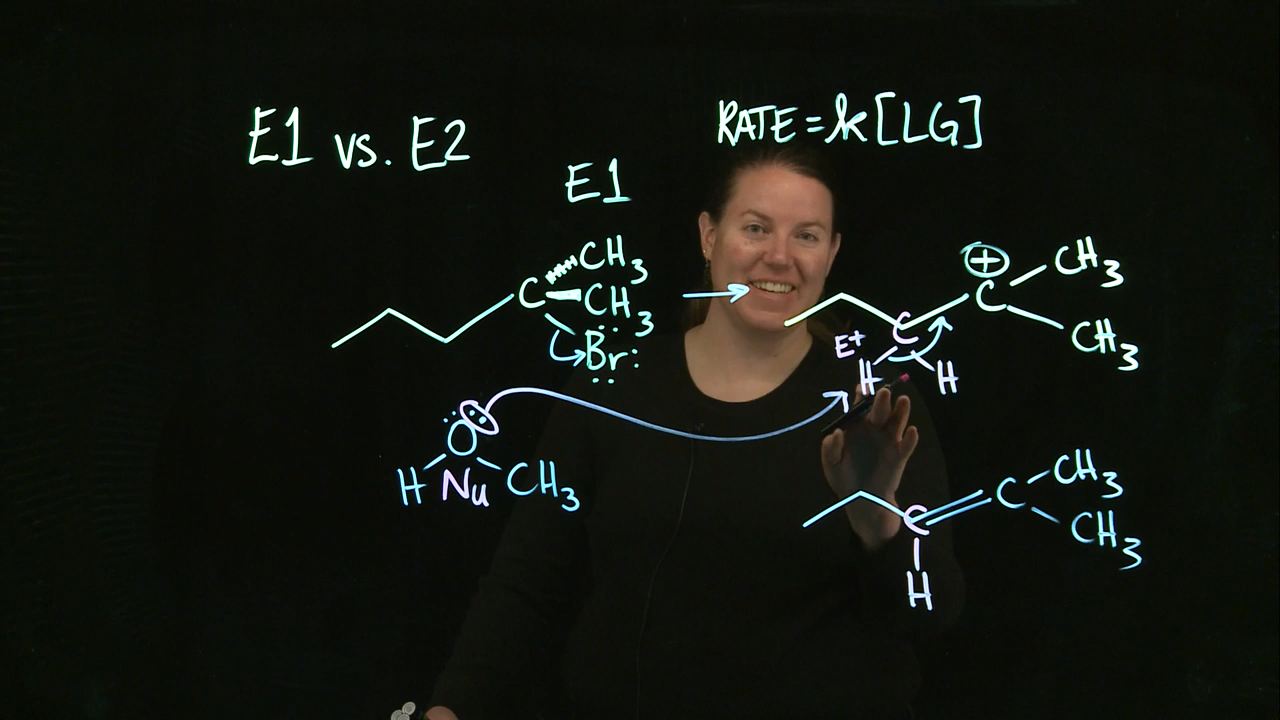 E1 vs. E2
RATE = k [LG]
E1
C CH3
CH3
Br
C + CH3
CH3
C
E+
H H
O
H Nu CH3
C = C CH3
CH3
H